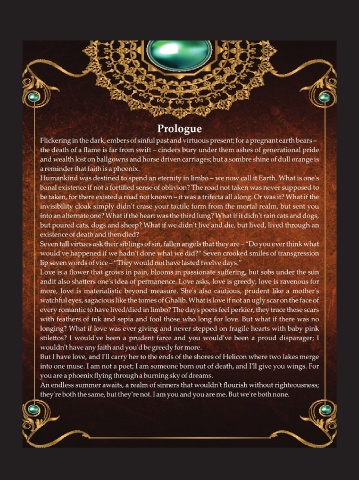 Prologue
Flickering in the dark, embers of sinful past and virtuous present; for a pregnant earth bears –
the death of a flame is far from swift – cinders bury under them ashes of generational pride
and wealth lost on ballgowns and horse driven carriages; but a sombre shine of dull orange is
a reminder that faith is a phoenix.
Humankind was destined to spend an eternity in limbo – we now call it Earth. What is one's
banal existence if not a fortified sense of oblivion? The road not taken was never supposed to
be taken, for there existed a road not known – it was a trifecta all along. Or was it? What if the
invisibility cloak simply didn't erase your tactile form from the mortal realm, but sent you
into an alternate one? What if the heart was the third lung? What if it didn't rain cats and dogs,
but poured cats, dogs and sheep? What if we didn't live and die, but lived, lived through an
existence of death and then died?
Seven tall virtues ask their siblings of sin, fallen angels that they are – "Do you ever think what
would've happened if we hadn't done what we did?" Seven crooked smiles of transgression
lip seven words of vice – "They would not have lasted twelve days."
Love is a flower that grows in pain, blooms in passionate suffering, but sobs under the sun
and it also shatters one's idea of permanence. Love asks, love is greedy, love is ravenous for
more, love is materialistic beyond measure. She's also cautious, prudent like a mother's
watchful eyes, sagacious like the tomes of Ghalib. What is love if not an ugly scar on the face of
every romantic to have lived/died in limbo? The days poets feel perkier, they trace these scars
with feathers of ink and sepia and fool those who long for love. But what if there was no
longing? What if love was ever giving and never stepped on fragile hearts with baby pink
stilettos? I would've been a prudent farce and you would've been a proud disparager; I
wouldn't have any faith and you'd be greedy for more.
But I have love, and I'll carry her to the ends of the shores of Helicon where two lakes merge
into one muse. I am not a poet; I am someone born out of death, and I'll give you wings. For
you are a phoenix flying through a burning sky of dreams.
An endless summer awaits, a realm of sinners that wouldn't flourish without righteousness;
they're both the same, but they're not. I am you and you are me. But we're both none.